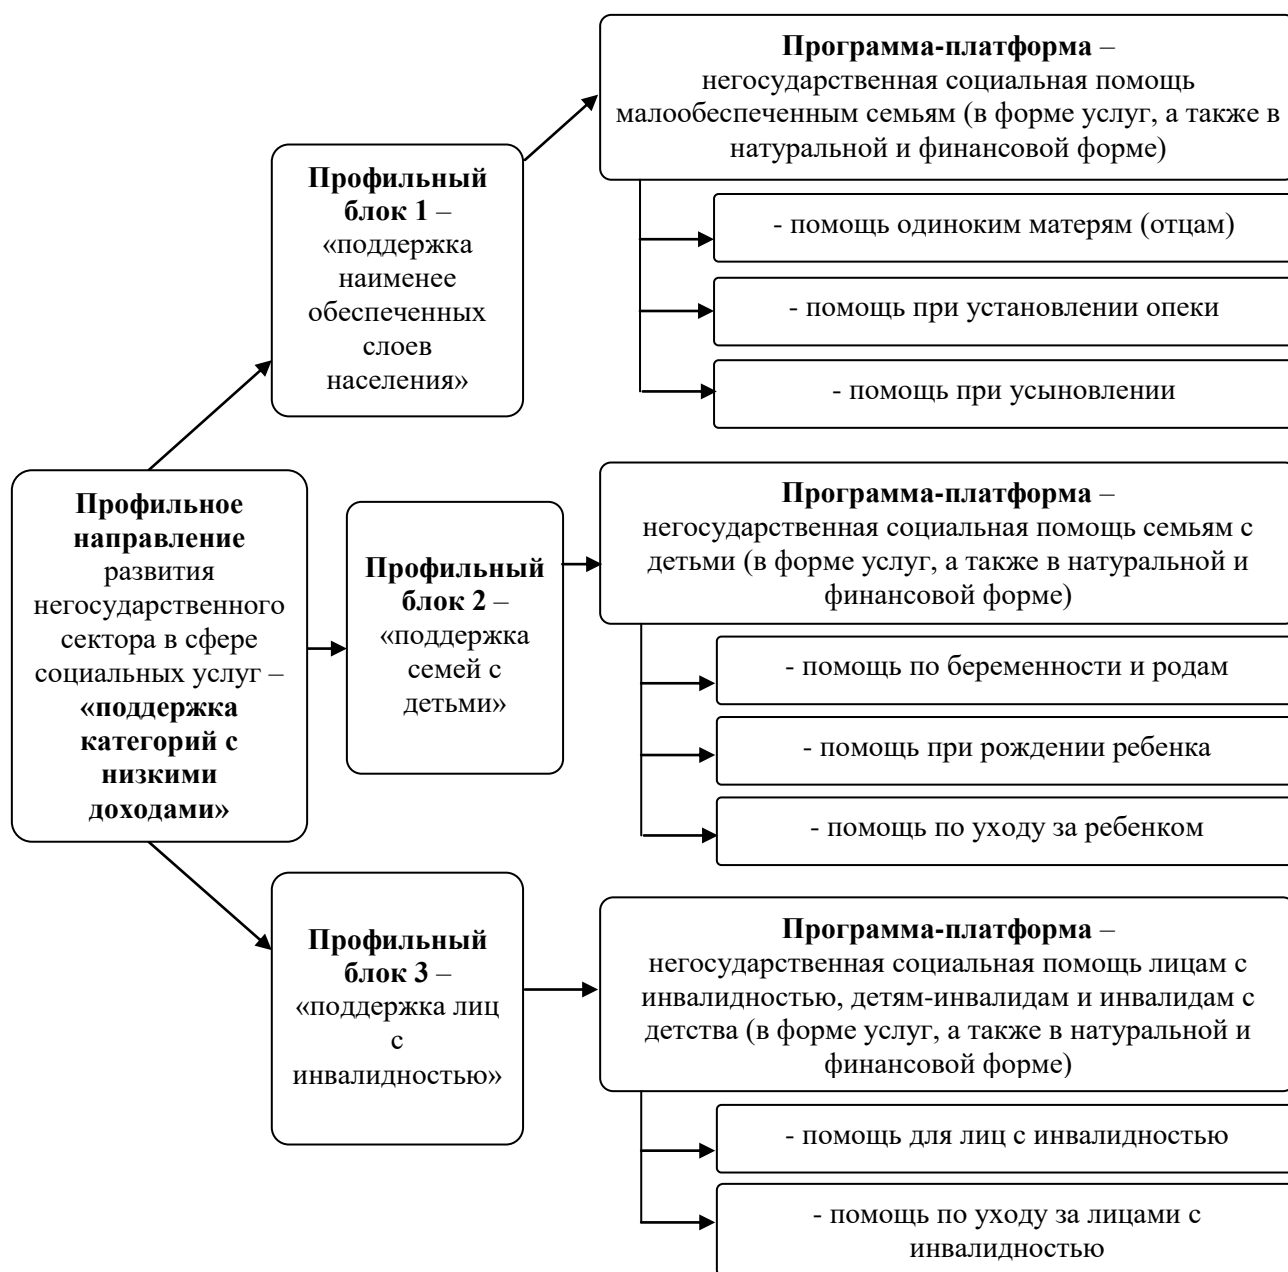 Профильное
направление
развития
негосударственного
сектора в сфере
социальных услуг –
«поддержка
категорий с
низкими
доходами»
Профильный
блок 1 –
«поддержка
наименее
обеспеченных
слоев
населения»
Программа-платформа –
негосударственная социальная помощь
малообеспеченным семьям (в форме услуг, а также в
натуральной и финансовой форме)
- помощь одиноким матерям (отцам)
- помощь при установлении опеки
- помощь при усыновлении
Профильный
блок 2 –
«поддержка
семей с
детьми»
Программа-платформа –
негосударственная социальная помощь семьям с
детьми (в форме услуг, а также в натуральной и
финансовой форме)
- помощь по беременности и родам
- помощь при рождении ребенка
- помощь по уходу за ребенком
Профильный
блок 3 –
«поддержка лиц
с
инвалидностью»
Программа-платформа –
негосударственная социальная помощь лицам с
инвалидностью, детям-инвалидам и инвалидам с
детства (в форме услуг, а также в натуральной и
финансовой форме)
- помощь для лиц с инвалидностью
- помощь по уходу за лицами с
инвалидностью